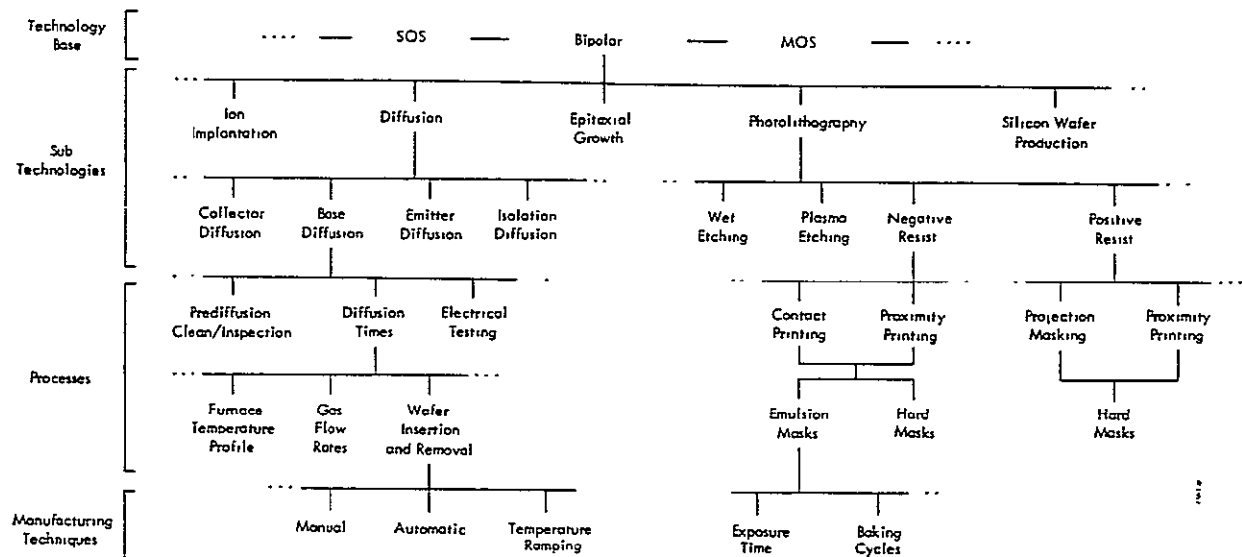 Technology
Base
SOS
Bipolar
MOS
Sub
Technologies
Ion
Implantation
Diffusion
Epitaxial
Growth
Photolithography
Silicon Wafer
Production
Collector
Diffusion
Base
Diffusion
Emitter
Diffusion
Isolation
Diffusion
Wet
Etching
Plasma
Etching
Negative
Resist
Positive
Resist
Processes
Prediffusion
Clean/Inspection
Diffusion
Times
Electrical
Testing
Contact
Printing
Proximity
Printing
Projection
Masking
Proximity
Printing
Furnace
Temperature
Profile
Gas
Flow
Rates
Wafer
Insertion
and Removal
Emulsion
Masks
Hard
Masks
Hard
Masks
Manufacturing
Techniques
Manual
Automatic
Temperature
Ramping
Exposure
Time
Baking
Cycles